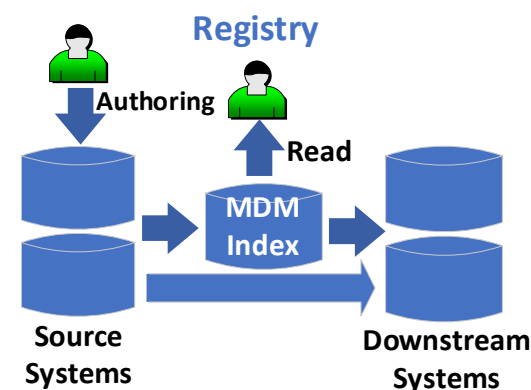 Registry
Authoring
Read
MDM
Index
Source
Systems
Downstream
Systems